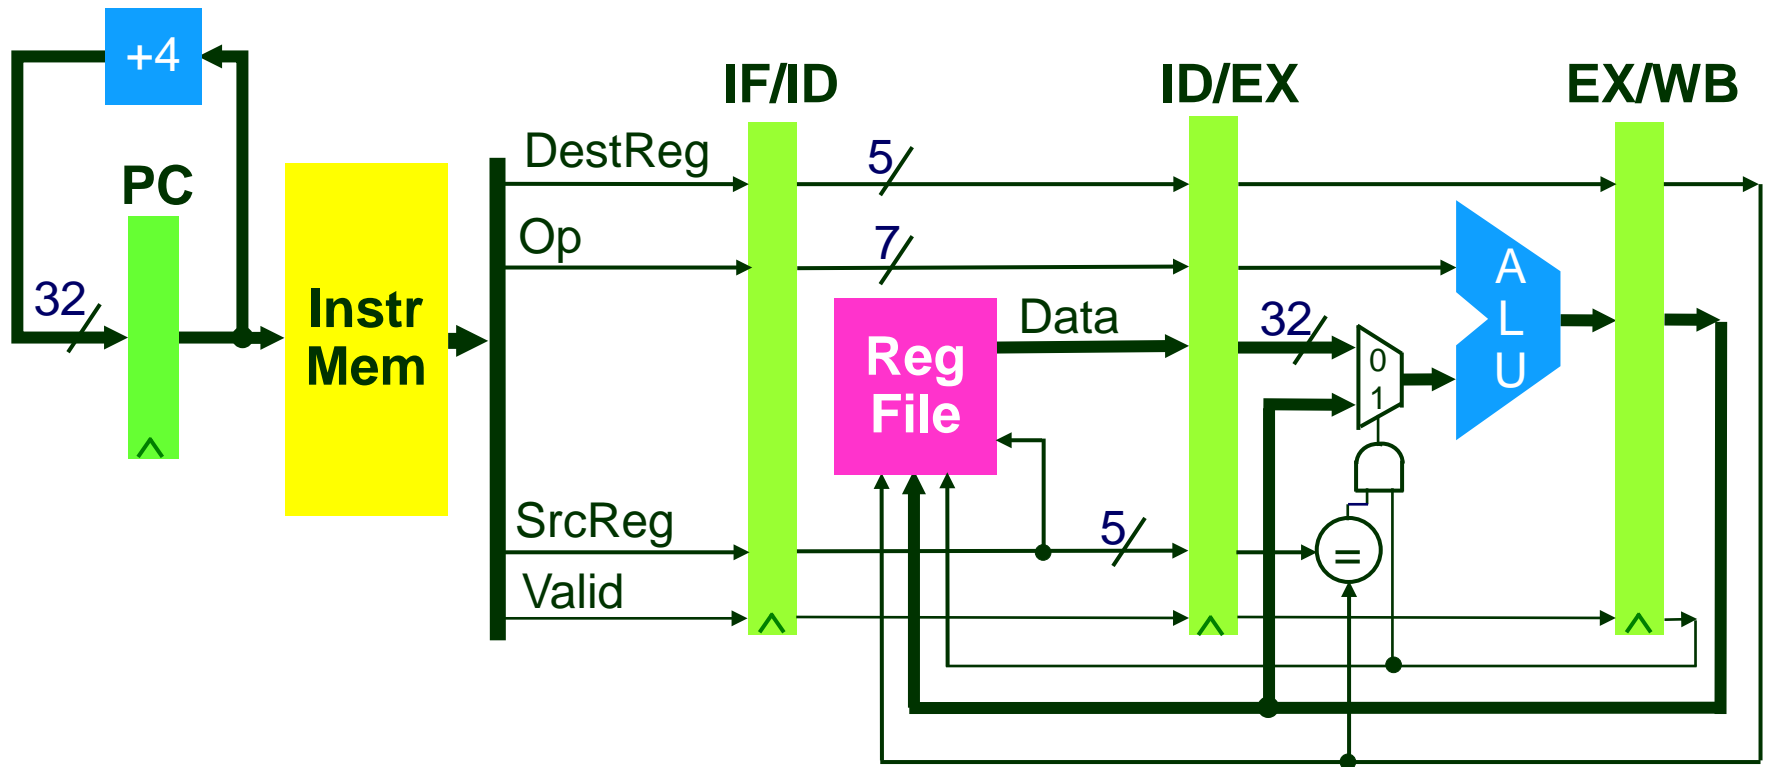 +4
IF/ID
ID/EX
EX/WB
DestReg
5
PC
Op
7
32
Instr
Mem
Reg
File
Data
32
0
1
A
L
U
SrcReg
5
=
Valid